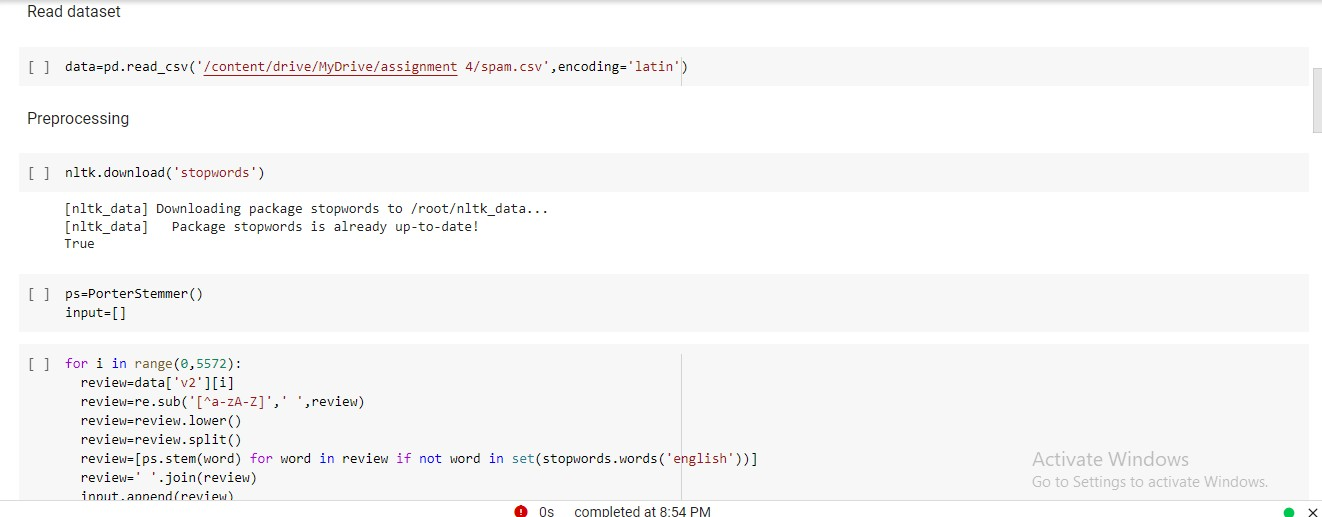 Read dataset
[ ] data=pd.read_csv('/content/drive/MyDrive/assignment 4/spam.csv',encoding='latin')
Preprocessing
[ ] nltk.download('stopwords')
[nltk_data] Downloading package stopwords to /root/nltk_data...
[nltk_data]   Package stopwords is already up-to-date!
True
[ ] ps=PorterStemmer()
input=[]
[ ] for i in range(0,5572):
  review=data['v2'][i]
  review=re.sub('[^a-zA-Z]',' ',review)
  review=review.lower()
  review=review.split()
  review=[ps.stem(word) for word in review if not word in set(stopwords.words('english'))]
  review=' '.join(review)
  input.append(review)
Activate Windows
Go to Settings to activate Windows.
0s completed at 8:54 PM